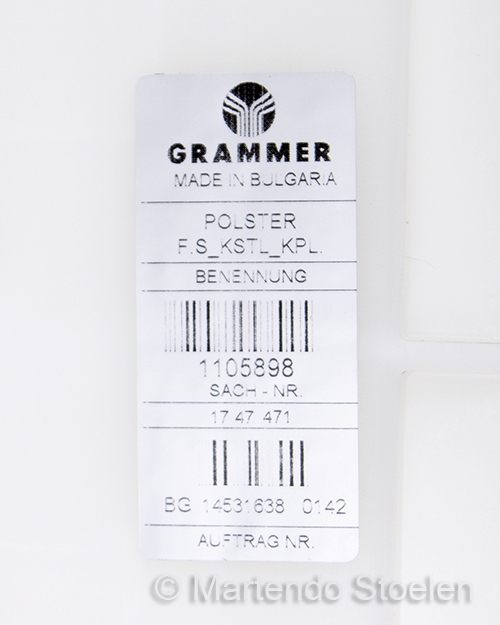 GRAMMER
MADE IN BULGARIA
POLSTER
F.S_KSTL_KPL.
BENENNUNG
1105898
SACH - NR.
17 47 471
BG 14531638 0142
AUFTRAG NR.
© Martendo Stoelen